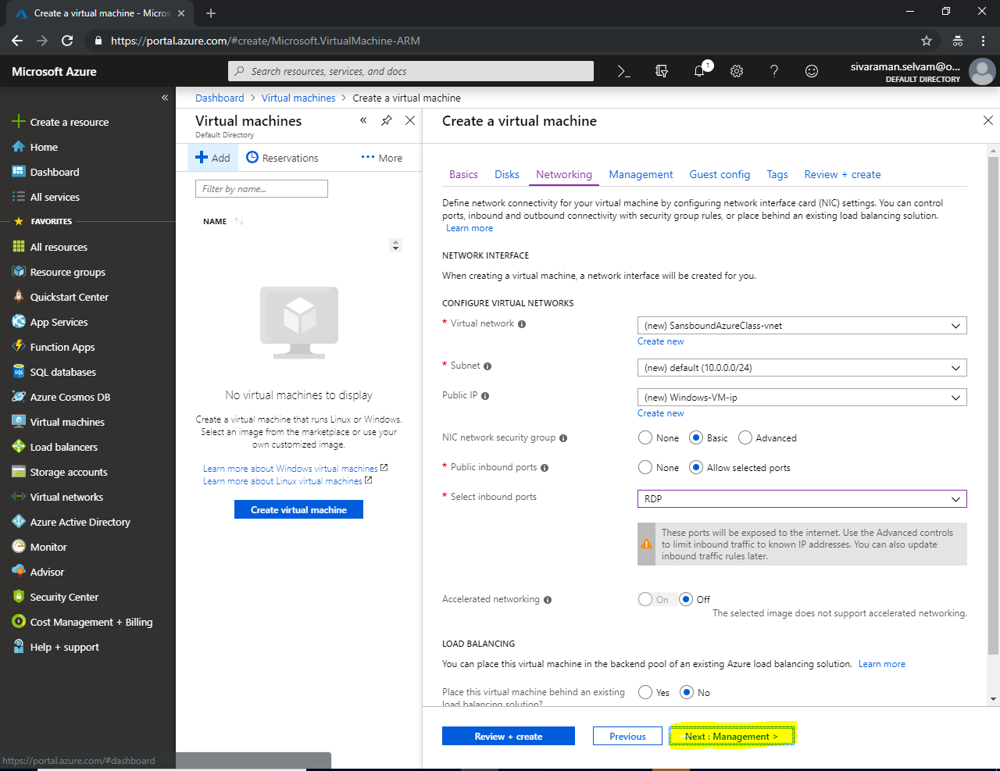 Create a virtual machine - Micros
https://portal.azure.com/#create/Microsoft.VirtualMachine-ARM
Microsoft Azure
Search resources, services, and docs
1
sivaraman.selvam@o...
DEFAULT DIRECTORY
Create a resource
Home
Dashboard
All services
FAVORITES
All resources
Resource groups
Quickstart Center
App Services
Function Apps
SQL databases
Azure Cosmos DB
Virtual machines
Load balancers
Storage accounts
Virtual networks
Azure Active Directory
Monitor
Advisor
Security Center
Cost Management + Billing
Help + support
https://portal.azure.com/#dashboard
Dashboard > Virtual machines > Create a virtual machine
Virtual machines
Default Directory
Add Reservations ··· More
Filter by name...
NAME
No virtual machines to display
Create a virtual machine that runs Linux or Windows.
Select an image from the marketplace or use your
own customized image.
Learn more about Windows virtual machines
Learn more about Linux virtual machines
Create virtual machine
Create a virtual machine
Basics Disks Networking Management Guest config Tags Review + create
Define network connectivity for your virtual machine by configuring network interface card (NIC) settings. You can control
ports, inbound and outbound connectivity with security group rules, or place behind an existing load balancing solution.
Learn more
NETWORK INTERFACE
When creating a virtual machine, a network interface will be created for you.
CONFIGURE VIRTUAL NETWORKS
* Virtual network (new) SansboundAzureClass-vnet
Create new
* Subnet (new) default (10.0.0.0/24)
Public IP (new) Windows-VM-ip
Create new
NIC network security group None Basic Advanced
* Public inbound ports None Allow selected ports
* Select inbound ports RDP
These ports will be exposed to the internet. Use the Advanced controls
to limit inbound traffic to known IP addresses. You can also update
inbound traffic rules later.
Accelerated networking On Off
The selected image does not support accelerated networking.
LOAD BALANCING
You can place this virtual machine in the backend pool of an existing Azure load balancing solution. Learn more
Place this virtual machine behind an existing Yes No
load balancing solution?
Review + create Previous Next : Management >